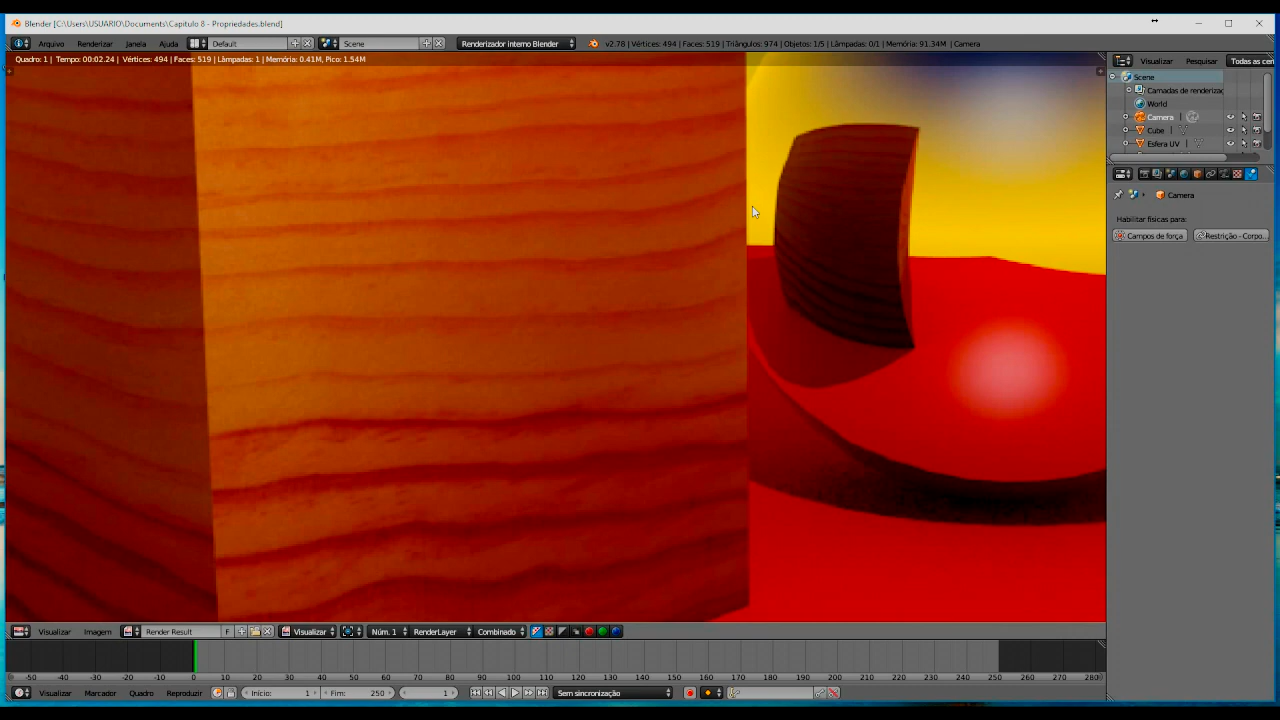 Blender [C:\Users\USUARIO\Documents\Capítulo 8 - Propriedades.blend]
Arquivo Renderizar Janela Ajuda Default Scene Renderizador Interno Blender v2.78 | Vértices: 494 | Faces: 519 | Triângulos: 974 | Objetos: 1/5 | Lâmpadas: 0/1 | Memória: 91.34M | Camera
Quadro: 1 | Tempo: 00:02.24 | Vértices: 494 | Faces: 519 | Lâmpadas: 1 | Memória: 0.41M, Pico: 1.54M
Visualizar Pesquisar Todas as cen
Scene
Camadas de renderizaç
World
Camera
Cube
Esfera UV
Camera
Habilitar físicas para:
Campos de força Restrição - Corpo...
Visualizar Imagem Render Result F Visualizar Núm. 1 RenderLayer Combinado
-50 -40 -30 -20 -10 0 10 20 30 40 50 60 70 80 90 100 110 120 130 140 150 160 170 180 190 200 210 220 230 240 250 260 270 280
Visualizar Marcador Quadro Reproduzir Início: 1 Fim: 250 1 Sem sincronização